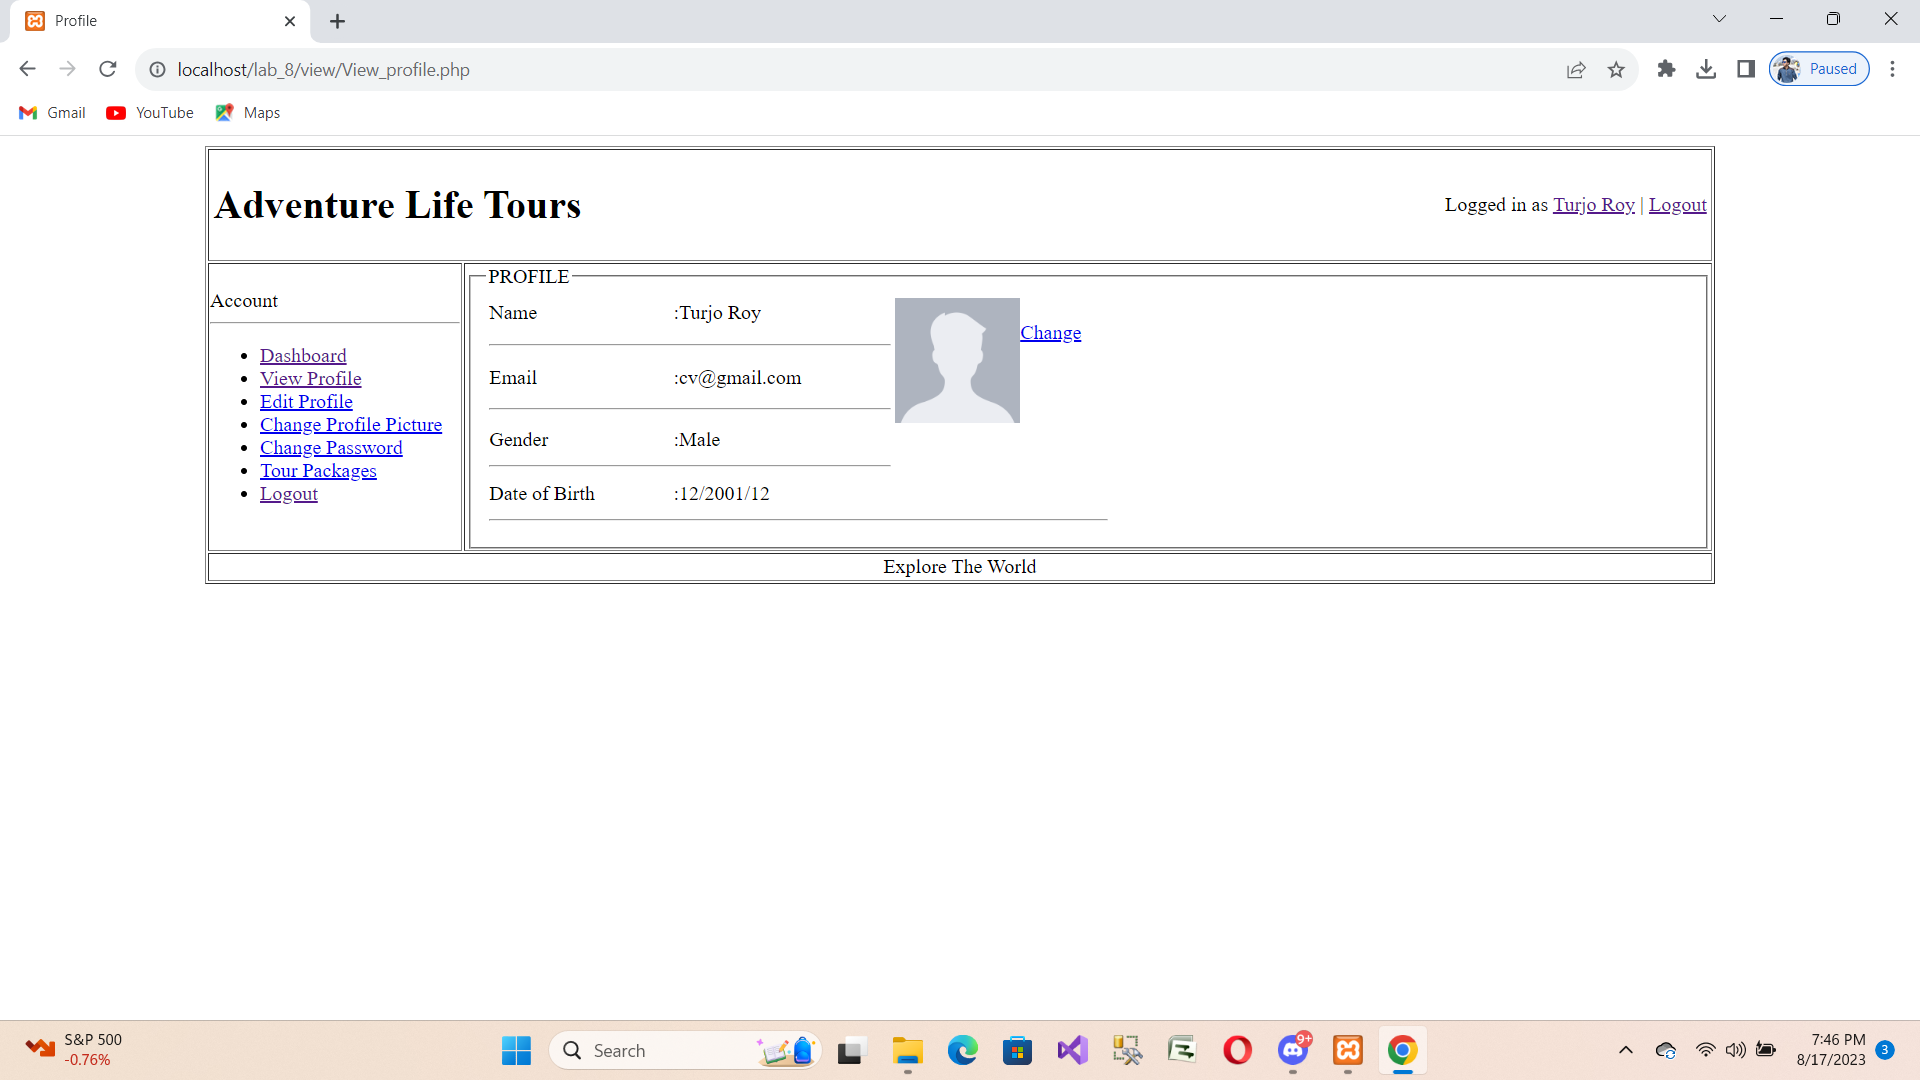 Profile
localhost/lab_8/view/View_profile.php
Paused
Gmail YouTube Maps
Adventure Life Tours
Logged in as Turjo Roy | Logout
Account
Dashboard
View Profile
Edit Profile
Change Profile Picture
Change Password
Tour Packages
Logout
PROFILE
Name :Turjo Roy
Change
Email :cv@gmail.com
Gender :Male
Date of Birth :12/2001/12
Explore The World
S&P 500
-0.76%
Search
9+
7:46 PM
8/17/2023
3